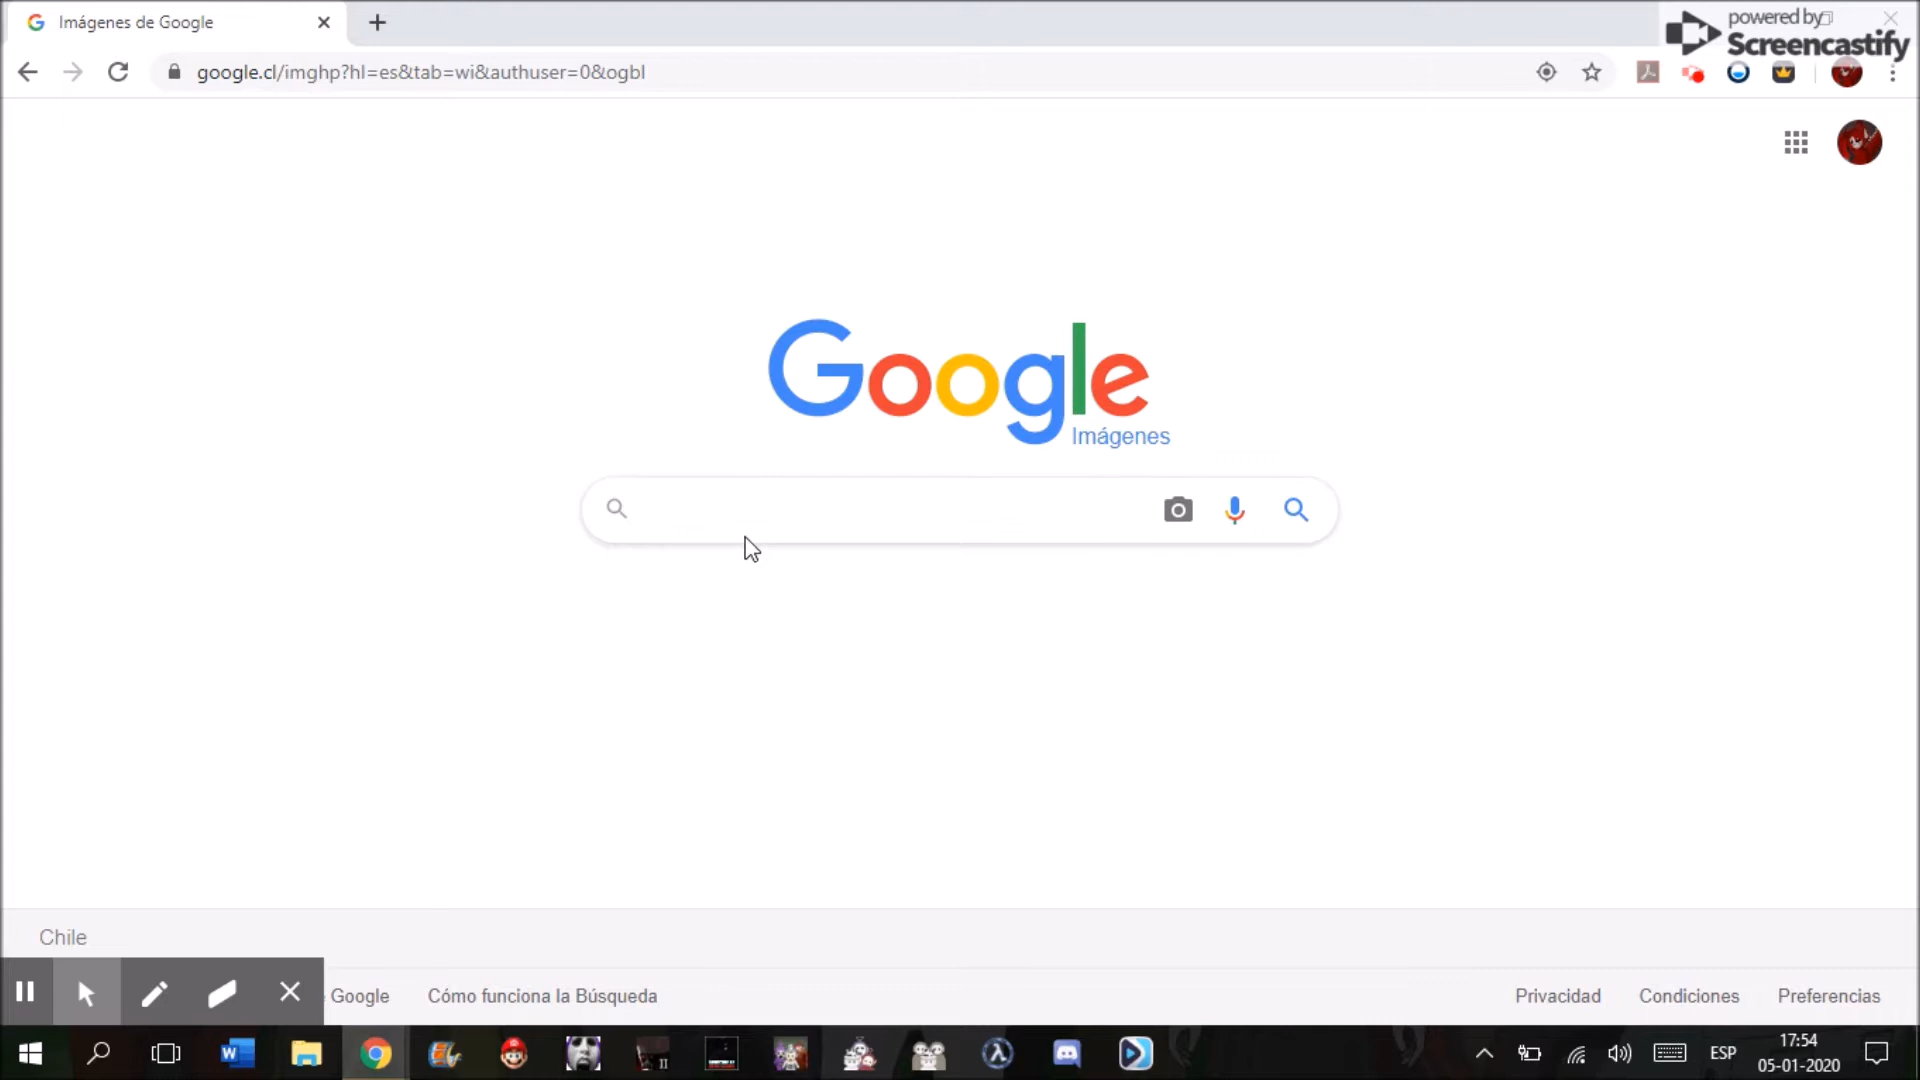 Imágenes de Google
powered by
Screencastify
google.cl/imghp?hl=es&tab=wi&authuser=0&ogbl
Google
Imágenes
Chile
Google
Cómo funciona la Búsqueda
Privacidad
Condiciones
Preferencias
II
ESP
17:54
05-01-2020